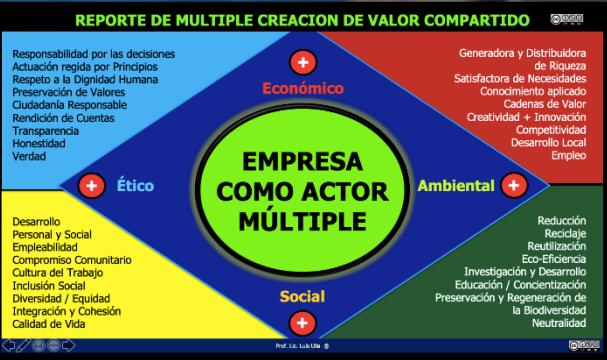 REPORTE DE MULTIPLE CREACION DE VALOR COMPARTIDO
Responsabilidad por las decisiones
Actuación regida por Principios
Respeto a la Dignidad Humana
Preservación de Valores
Ciudadanía Responsable
Rendición de Cuentas
Transparencia
Honestidad
Verdad
Económico
Generadora y Distribuidora
de Riqueza
Satisfactora de Necesidades
Conocimiento aplicado
Cadenas de Valor
Creatividad + Innovación
Competitividad
Desarrollo Local
Empleo
Ético
EMPRESA
COMO ACTOR
MÚLTIPLE
Ambiental
Desarrollo
Personal y Social
Empleabilidad
Compromiso Comunitario
Cultura del Trabajo
Inclusión Social
Diversidad / Equidad
Integración y Cohesión
Calidad de Vida
Social
Reducción
Reciclaje
Reutilización
Eco-Eficiencia
Investigación y Desarrollo
Educación / Concientización
Preservación y Regeneración de
la Biodiversidad
Neutralidad
Prof. Lic. Luis Ulla ®